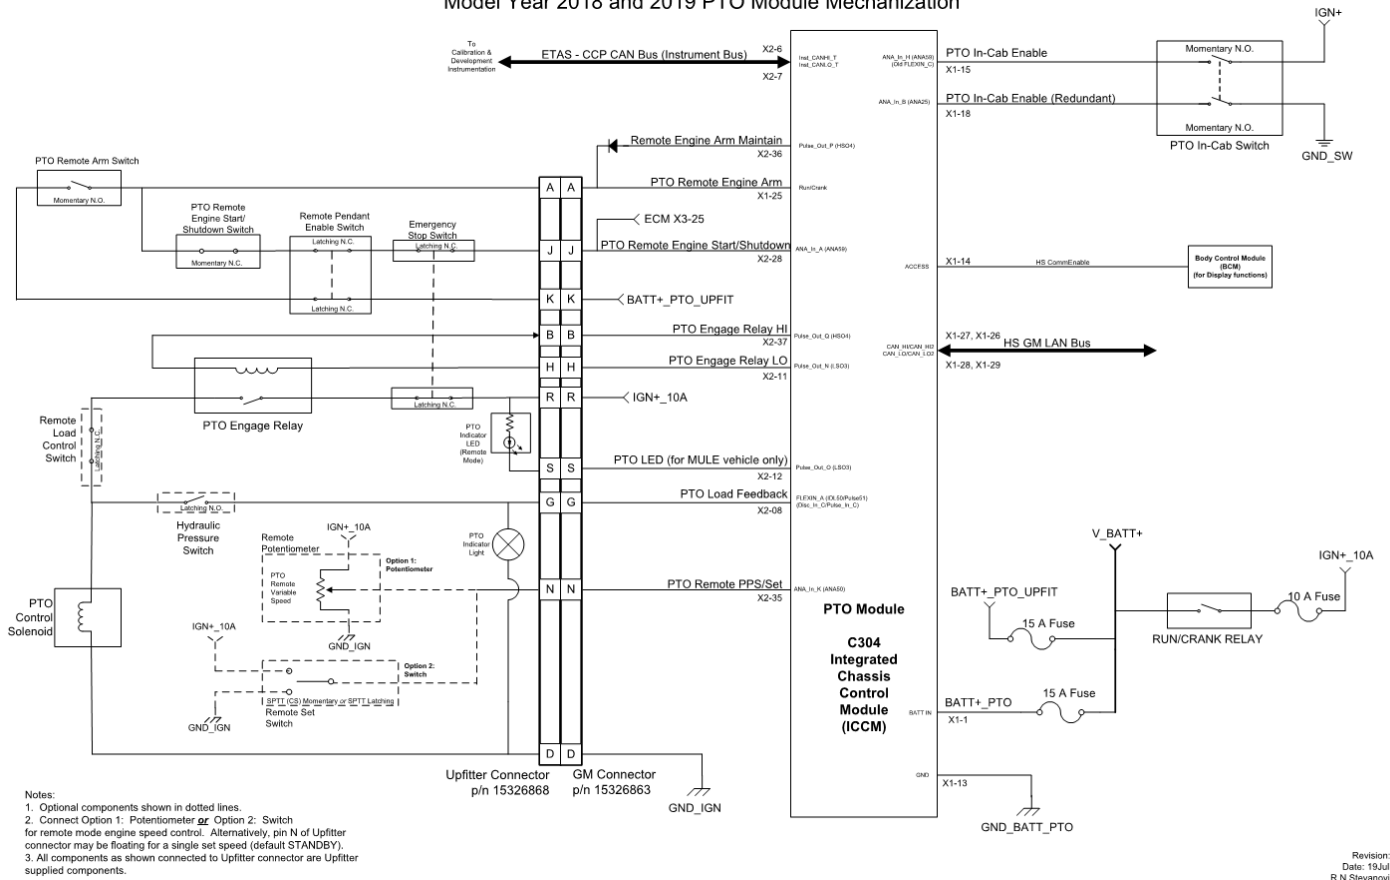 Model Year 2018 and 2019 PTO Module Mechanization
To
Calibration &
Development
Instrumentation
ETAS - CCP CAN Bus (Instrument Bus)
X2-6
X2-7
Inst_CANHI_T
Inst_CANLO_T
ANA_In_H (ANA58)
(Old FLEXIN_C)
PTO In-Cab Enable
X1-15
ANA_In_B (ANA25)
PTO In-Cab Enable (Redundant)
X1-18
IGN+
Momentary N.O.
Momentary N.O.
PTO In-Cab Switch
GND_SW
Remote Engine Arm Maintain
X2-36
Pulse_Out_P (HSO4)
PTO Remote Arm Switch
Momentary N.O.
A A
PTO Remote Engine Arm
X1-25
Run/Crank
PTO Remote
Engine Start/
Shutdown Switch
Momentary N.C.
Remote Pendant
Enable Switch
Latching N.C.
Latching N.C.
Emergency
Stop Switch
Latching N.C.
ECM X3-25
J J
PTO Remote Engine Start/Shutdown
X2-28
ANA_In_A (ANA59)
ACCESS
X1-14
HS CommEnable
Body Control Module
(BCM)
(for Display functions)
K K
BATT+_PTO_UPFIT
B B
PTO Engage Relay HI
X2-37
Pulse_Out_Q (HSO4)
CAN_HI/CAN_HI2
CAN_LO/CAN_LO2
X1-27, X1-26
HS GM LAN Bus
X1-28, X1-29
H H
PTO Engage Relay LO
X2-11
Pulse_Out_N (LSO3)
PTO Engage Relay
Latching N.C.
R R
IGN+_10A
Remote
Load
Control
Switch
Latching N.C.
PTO
Indicator
LED
(Remote
Mode)
S S
PTO LED (for MULE vehicle only)
X2-12
Pulse_Out_O (LSO3)
G G
PTO Load Feedback
X2-08
FLEXIN_A (IDL50/Pulse51)
(Disc_In_C/Pulse_In_C)
Latching N.O.
Hydraulic
Pressure
Switch
PTO
Indicator
Light
Remote
Potentiometer
IGN+_10A
PTO
Remote
Variable
Speed
Option 1:
Potentiometer
GND_IGN
N N
PTO Remote PPS/Set
X2-35
ANA_In_K (ANA50)
PTO
Control
Solenoid
IGN+_10A
GND_IGN
Option 2:
Switch
SPTT (CS) Momentary or SPTT Latching
Remote Set
Switch
PTO Module
C304
Integrated
Chassis
Control
Module
(ICCM)
V_BATT+
BATT+_PTO_UPFIT
15 A Fuse
RUN/CRANK RELAY
10 A Fuse
IGN+_10A
BATT IN
BATT+_PTO
X1-1
15 A Fuse
GND
X1-13
GND_BATT_PTO
D D
GND_IGN
Upfitter Connector
p/n 15326868
GM Connector
p/n 15326863
Notes:
1. Optional components shown in dotted lines.
2. Connect Option 1: Potentiometer or Option 2: Switch
for remote mode engine speed control. Alternatively, pin N of Upfitter
connector may be floating for a single set speed (default STANDBY).
3. All components as shown connected to Upfitter connector are Upfitter
supplied components.
Revision:
Date: 19Jul
R.N.Stevanovi